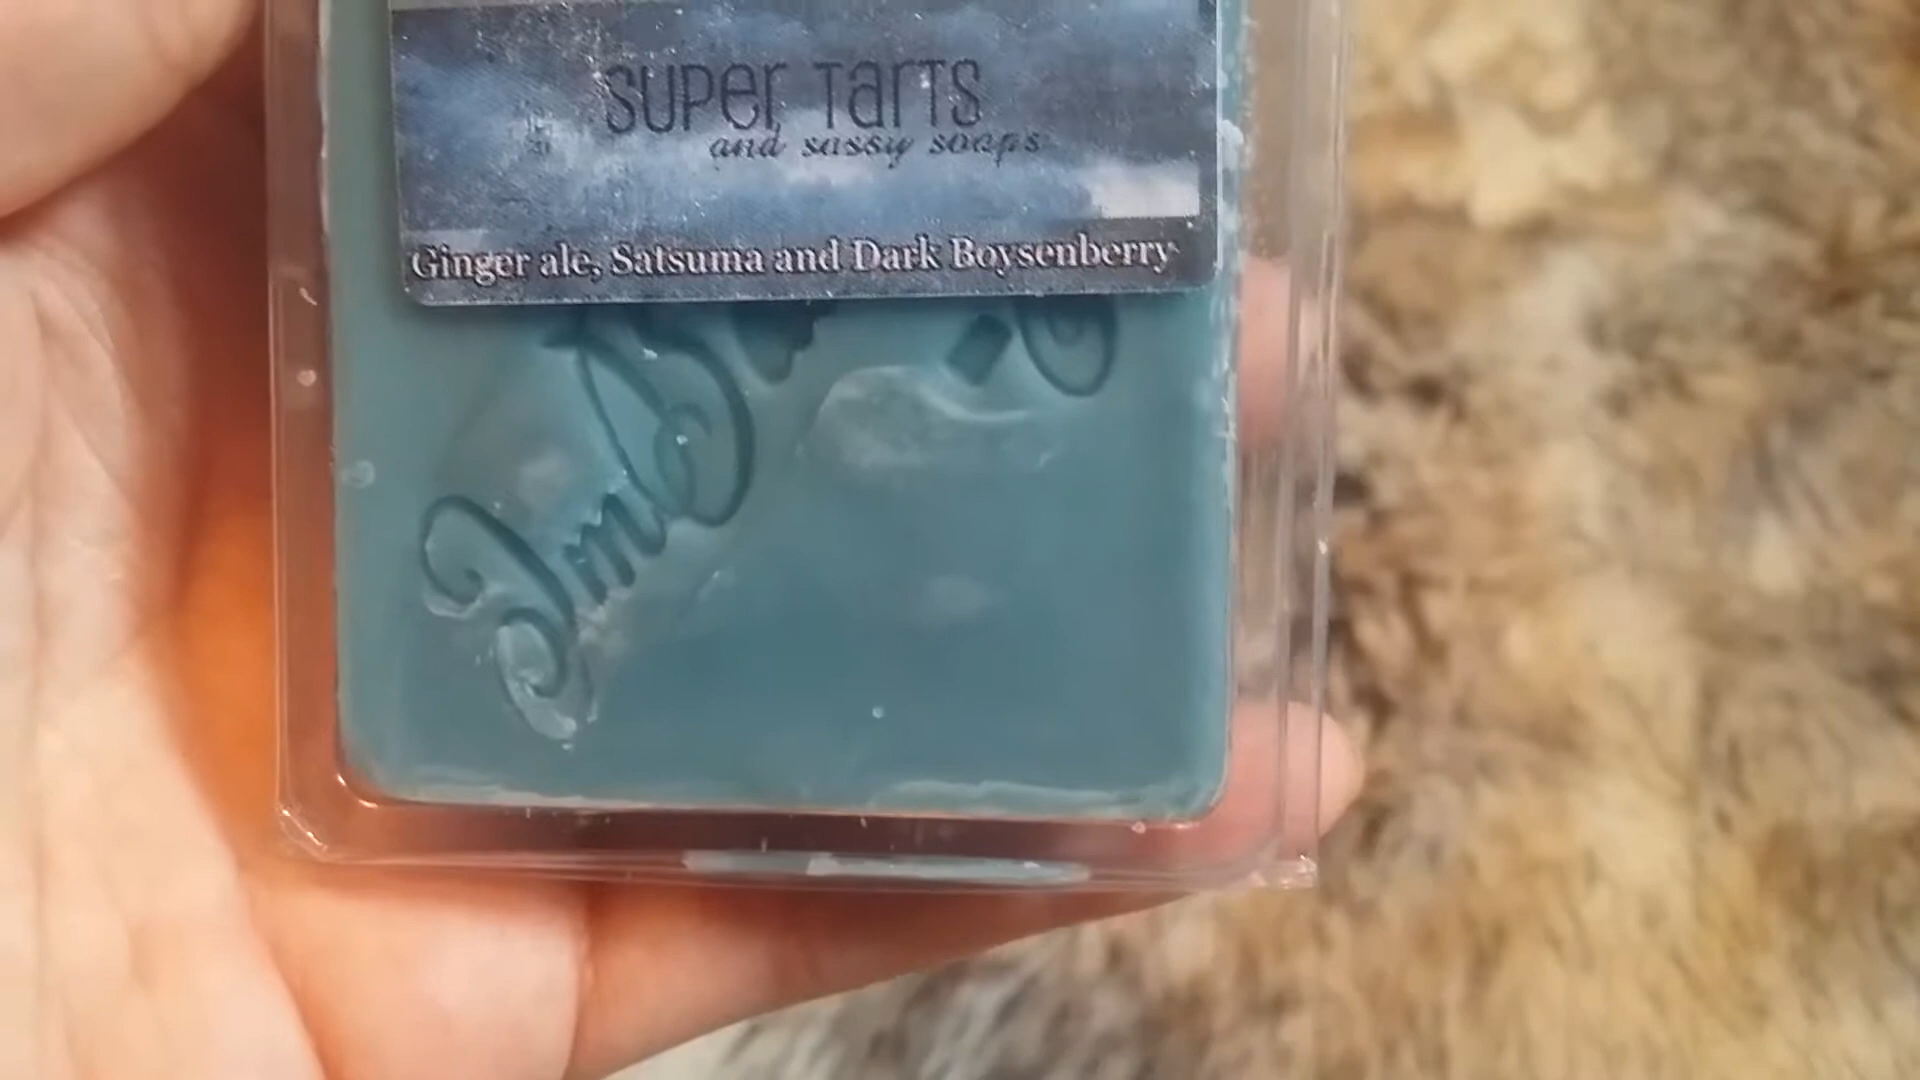 SUPer TarTS
and sassy soaps
Ginger ale, Satsuma and Dark Boysenberry